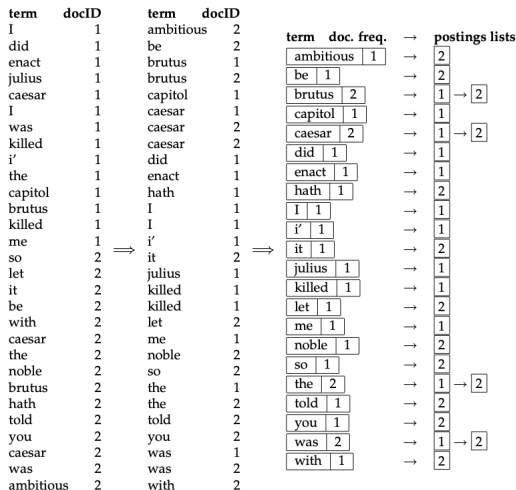 term docID
I 1
did 1
enact 1
julius 1
caesar 1
I 1
was 1
killed 1
i' 1
the 1
capitol 1
brutus 1
killed 1
me 1
so 2
let 2
it 2
be 2
with 2
caesar 2
the 2
noble 2
brutus 2
hath 2
told 2
you 2
caesar 2
was 2
ambitious 2
⟹
term docID
ambitious 2
be 2
brutus 1
brutus 2
capitol 1
caesar 1
caesar 2
caesar 2
did 1
enact 1
hath 1
I 1
I 1
i' 1
it 2
julius 1
killed 1
killed 1
let 2
me 1
noble 2
so 2
the 1
the 2
told 2
you 2
was 1
was 2
with 2
⟹
term doc. freq. → postings lists
ambitious 1 → 2
be 1 → 2
brutus 2 → 1 → 2
capitol 1 → 1
caesar 2 → 1 → 2
did 1 → 1
enact 1 → 1
hath 1 → 2
I 1 → 1
i' 1 → 1
it 1 → 2
julius 1 → 1
killed 1 → 1
let 1 → 2
me 1 → 1
noble 1 → 2
so 1 → 2
the 2 → 1 → 2
told 1 → 2
you 1 → 2
was 2 → 1 → 2
with 1 → 2